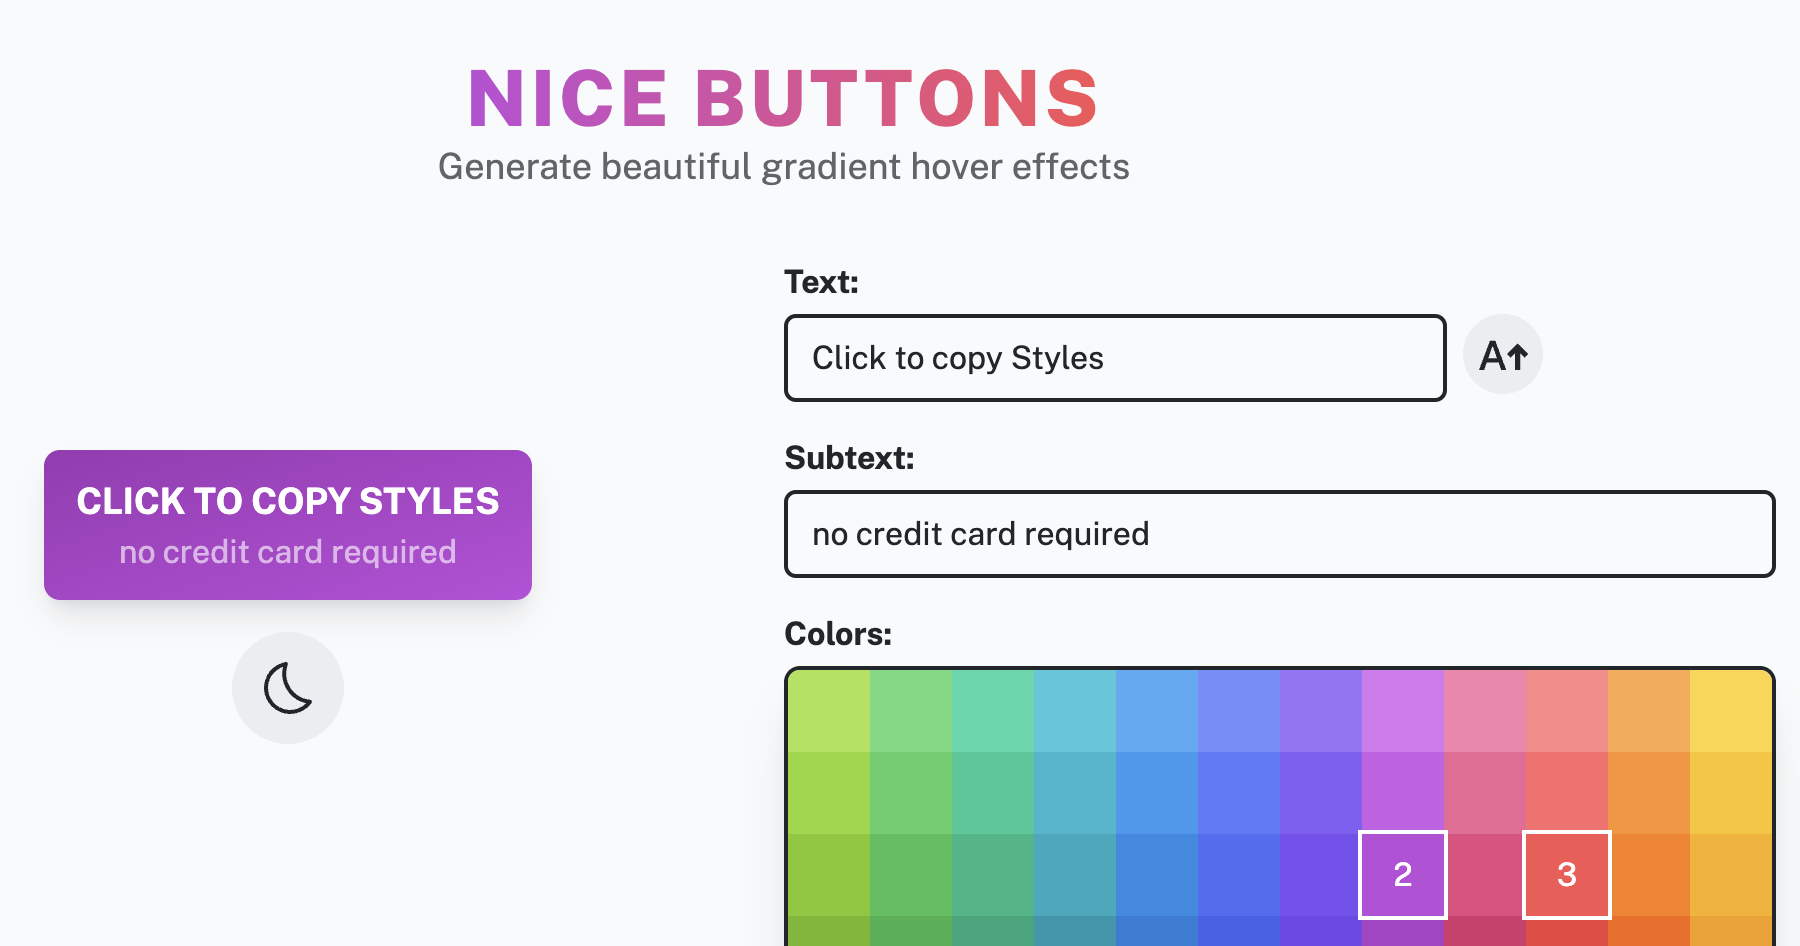 NICE BUTTONS
Generate beautiful gradient hover effects
Text:
Click to copy Styles
A↑
Subtext:
no credit card required
CLICK TO COPY STYLES
no credit card required
Colors:
2
3